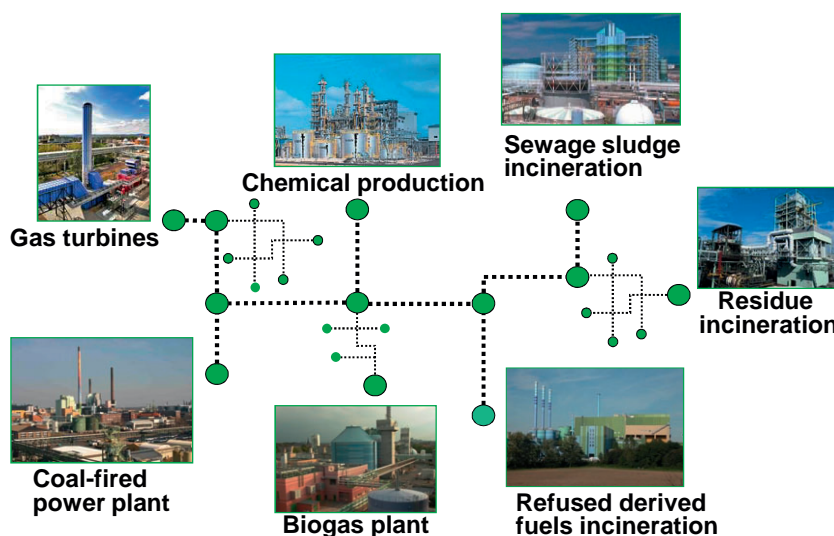 Sewage sludge
incineration
Chemical production
Gas turbines
Residue
incineration
Coal-fired
power plant
Biogas plant
Refused derived
fuels incineration